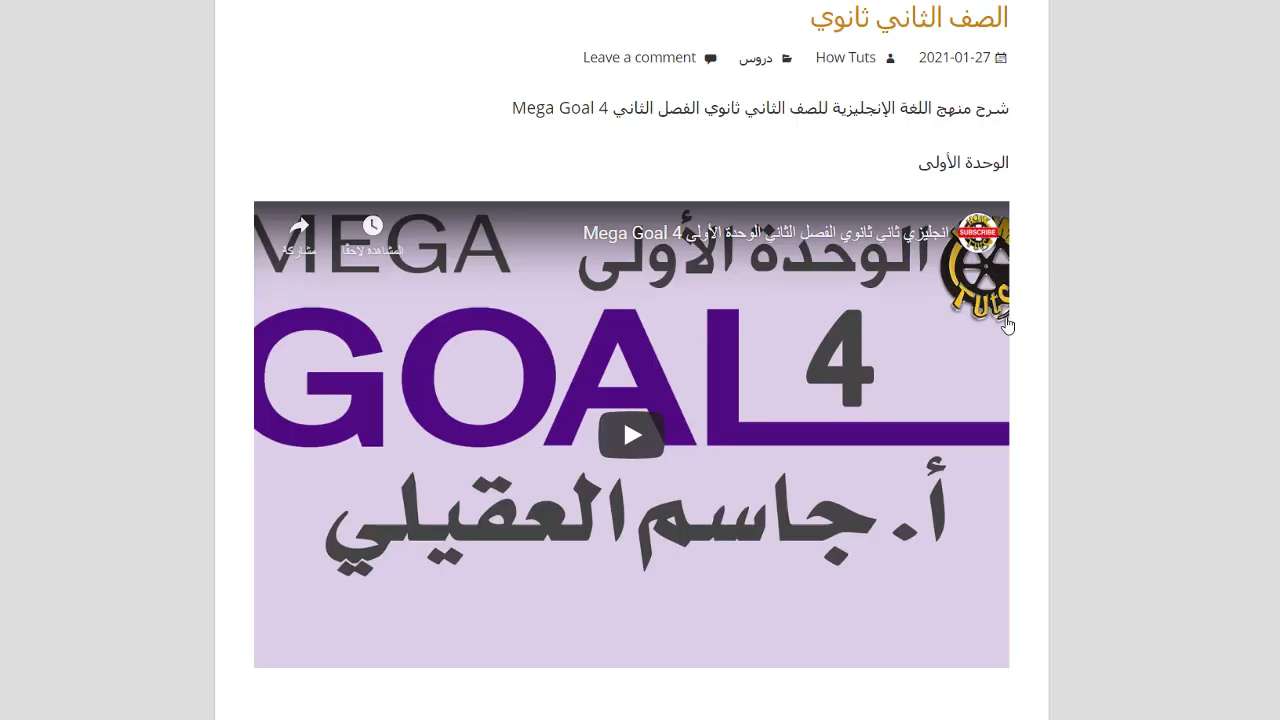 الصف الثاني ثانوي
2021-01-27 How Tuts دروس Leave a comment
شرح منهج اللغة الإنجليزية للصف الثاني ثانوي الفصل الثاني Mega Goal 4
الوحدة الأولى
انجليزي ثاني ثانوي الفصل الثاني الوحدة الأولى Mega Goal 4
SUBSCRIBE
المشاهدة لاحقًا
مشاركة
الوحدة الأولى
MEGA
GOAL 4
أ. جاسم العقيلي